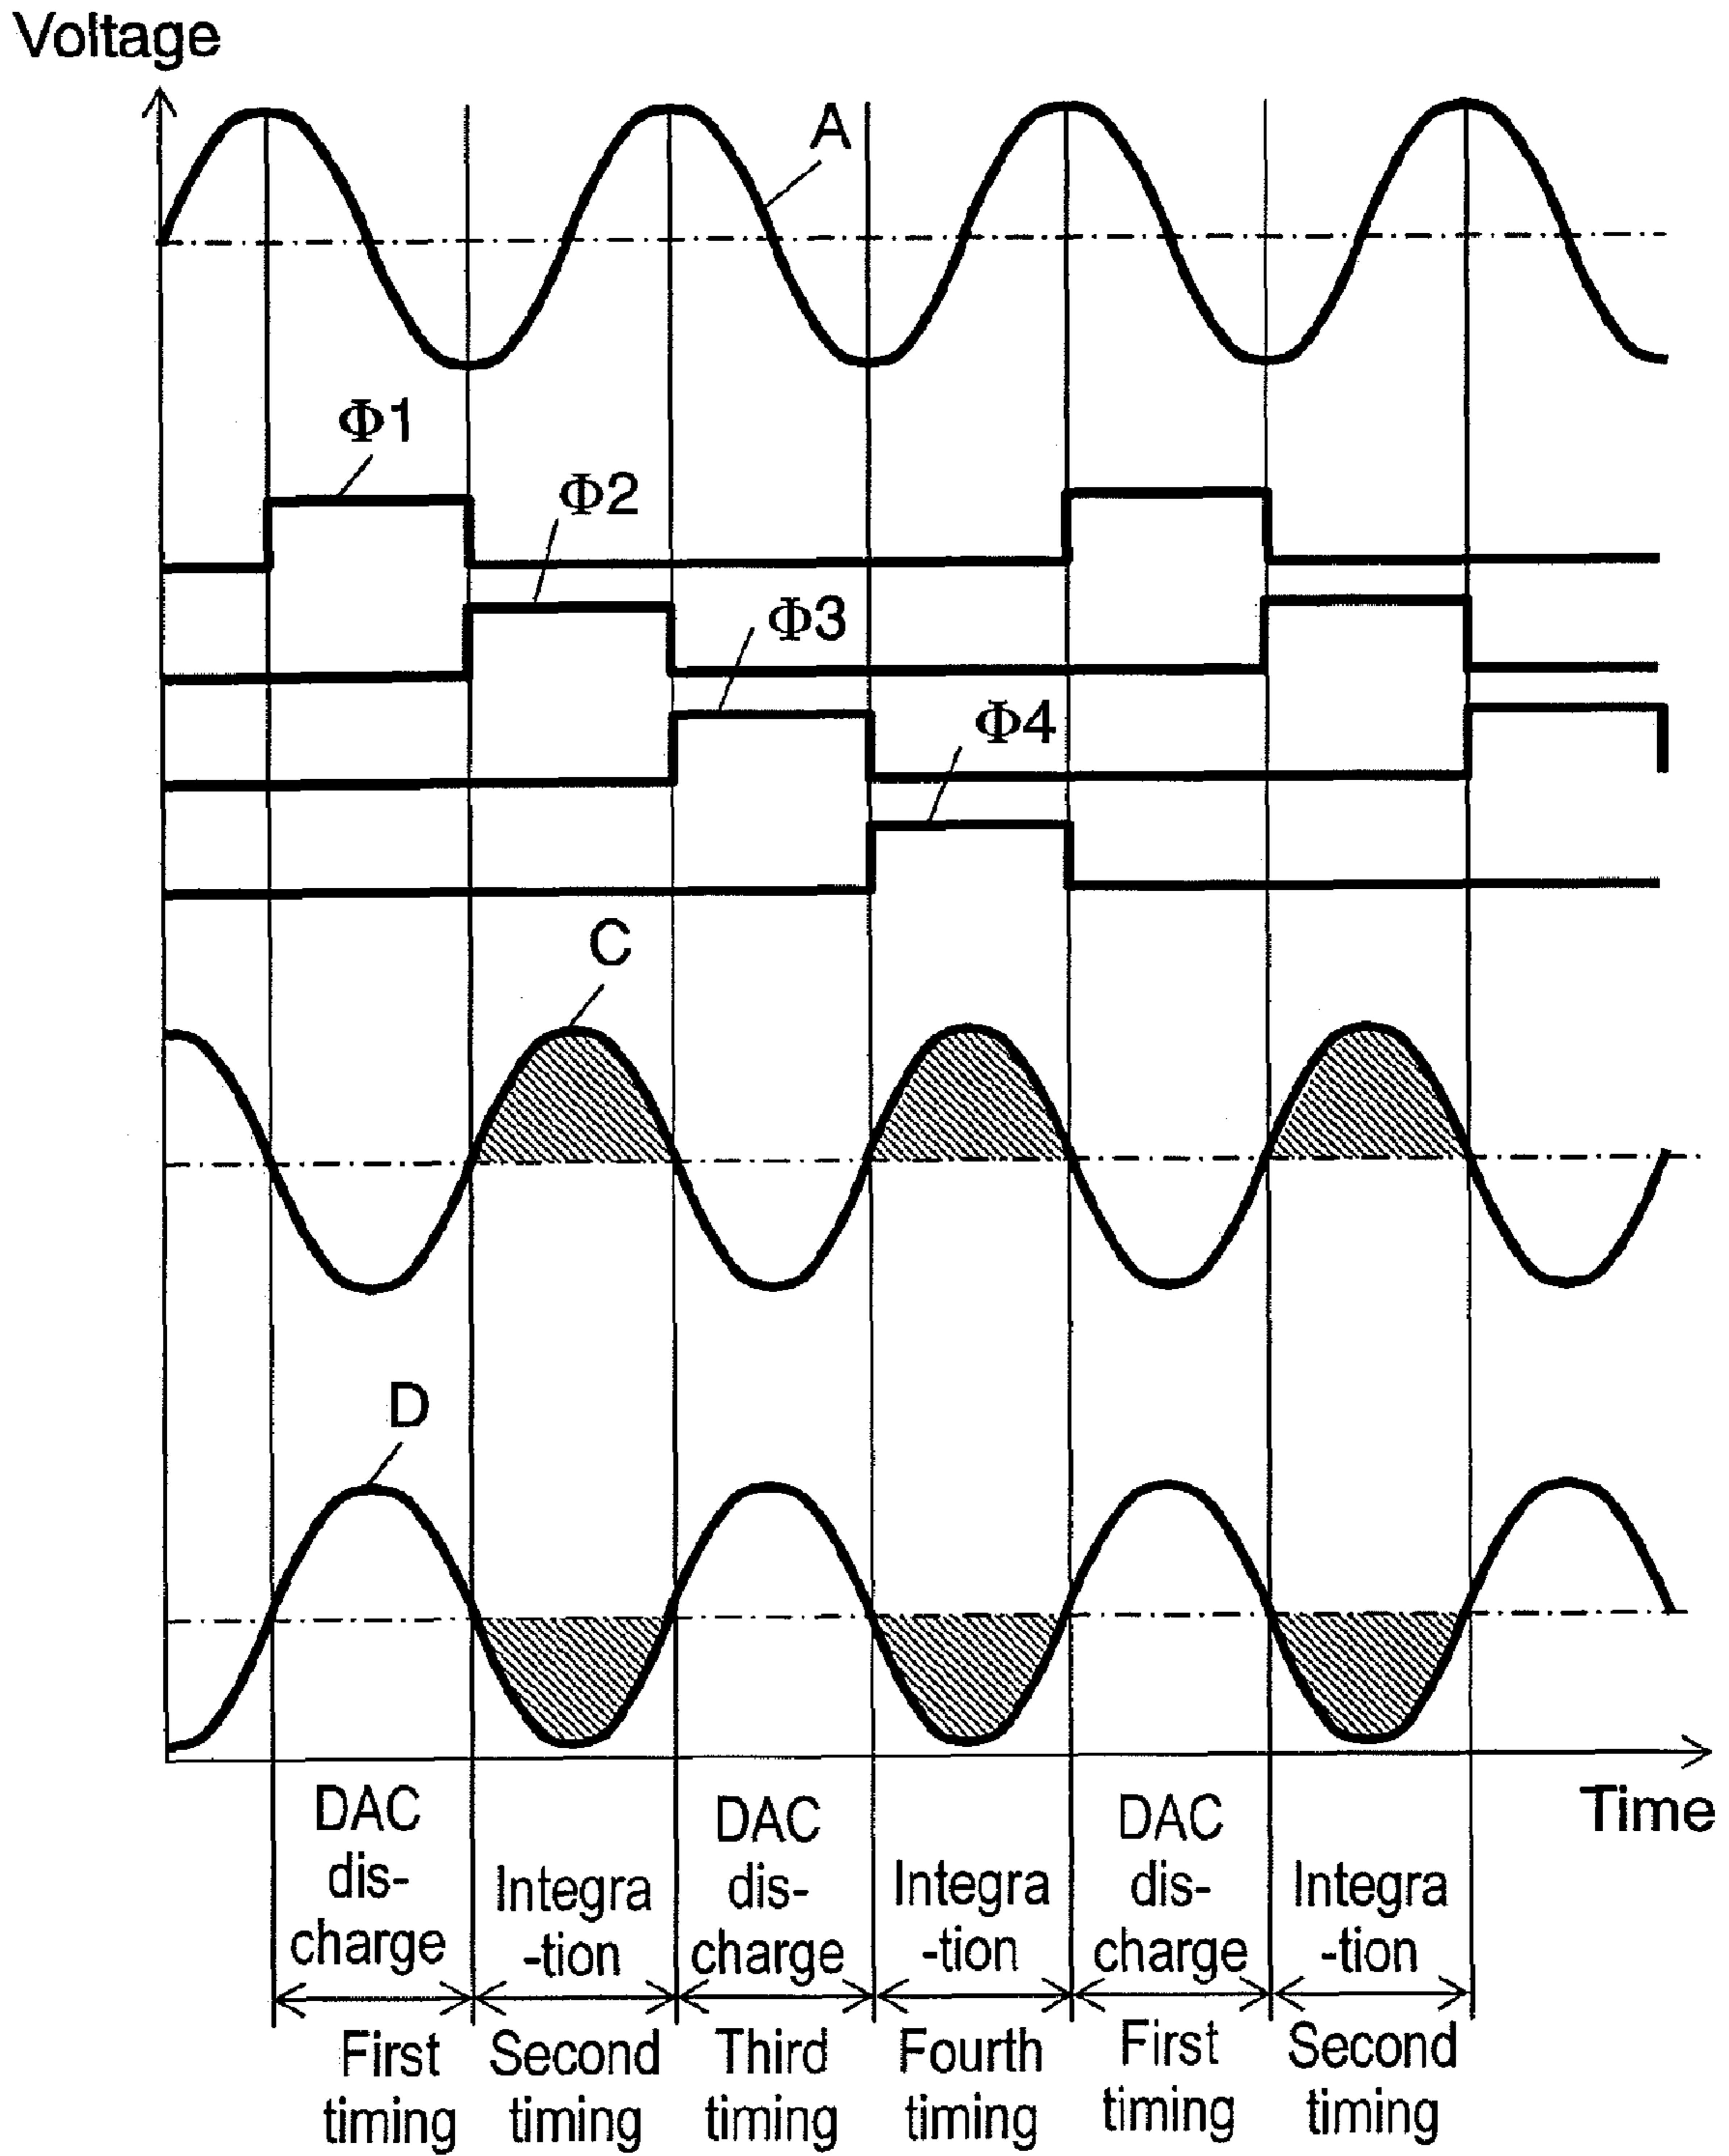 Voltage
A
Φ1
Φ2
Φ3
Φ4
C
D
Time
DAC
dis-
charge
Integra
-tion
DAC
dis-
charge
Integra
-tion
DAC
dis-
charge
Integra
-tion
First
timing
Second
timing
Third
timing
Fourth
timing
First
timing
Second
timing